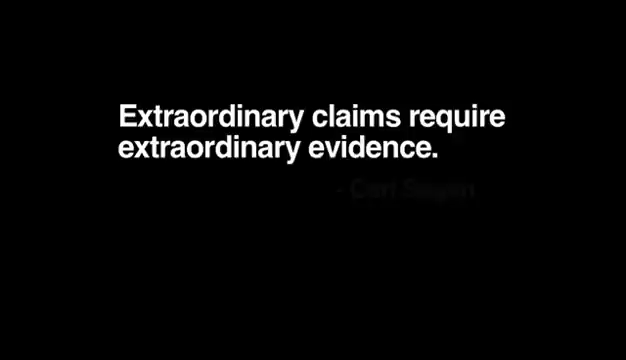 Extraordinary claims require
extraordinary evidence.
- Carl Sagan